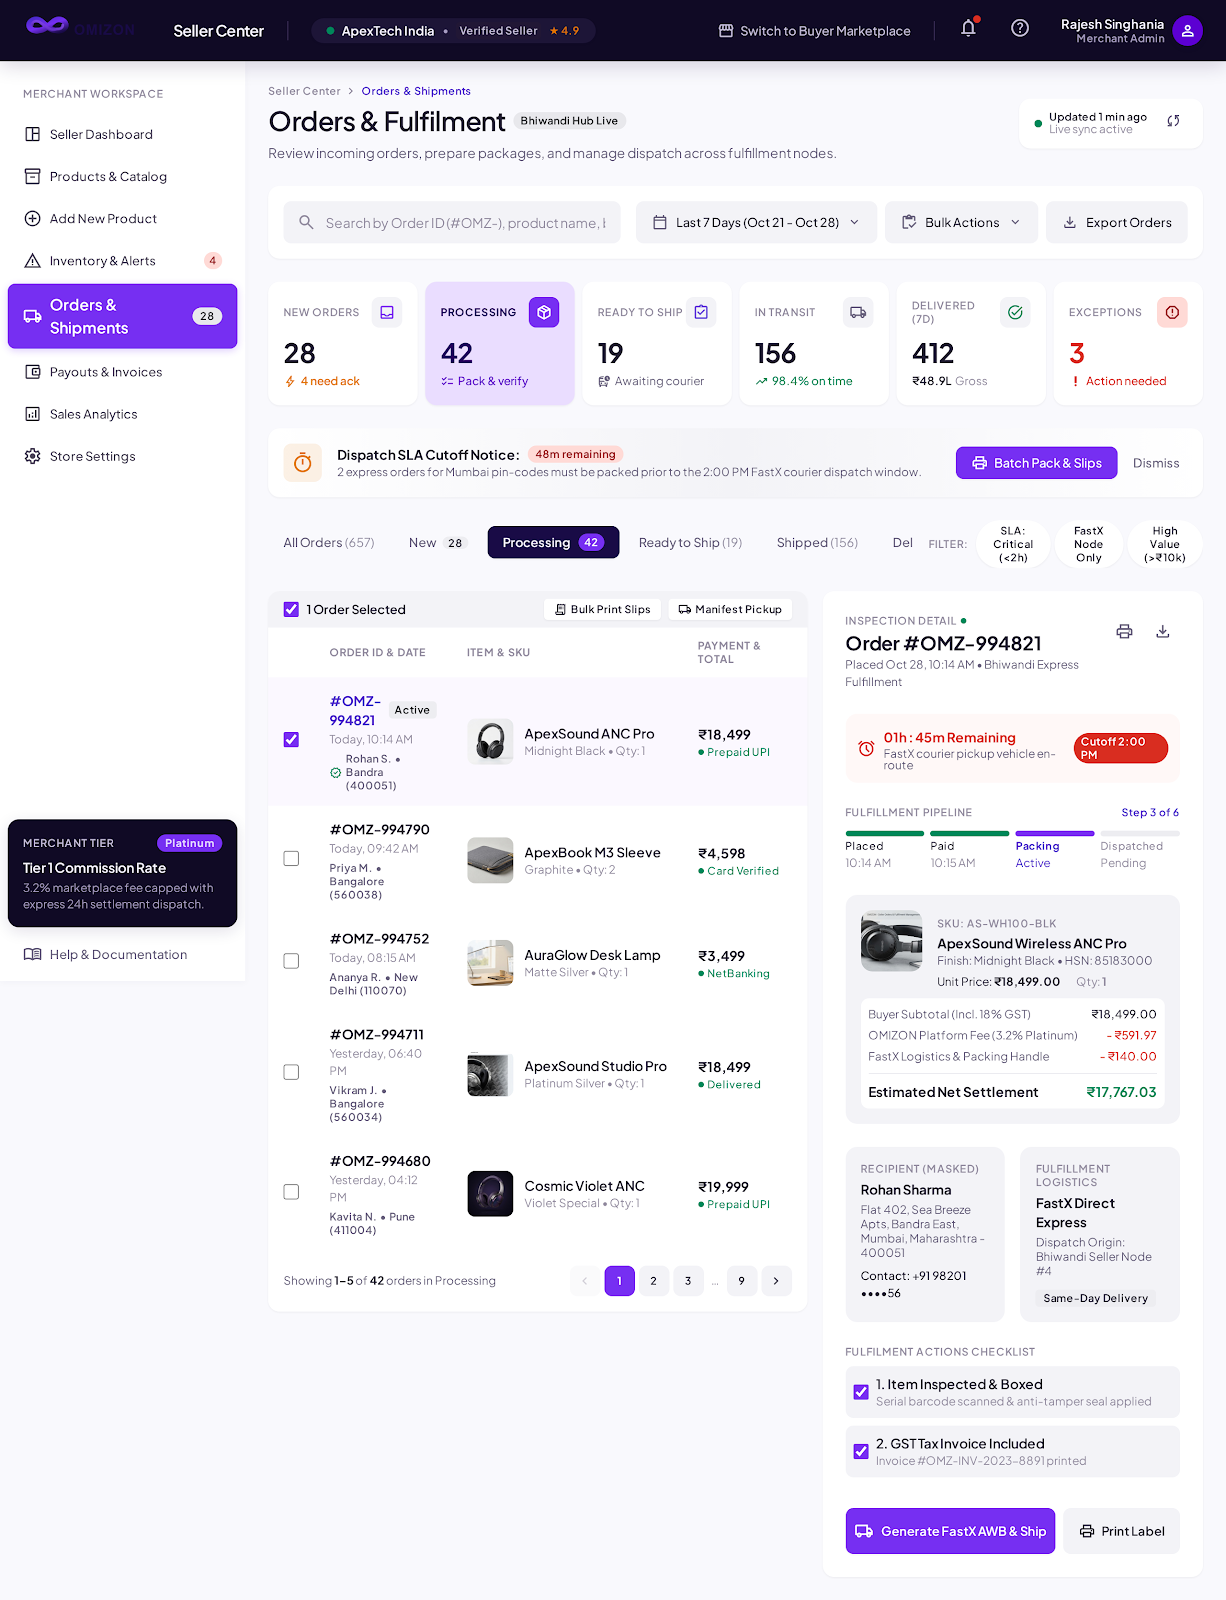 OMIZON
Seller Center
ApexTech India • Verified Seller ★ 4.9
Switch to Buyer Marketplace
Rajesh Singhania
Merchant Admin
MERCHANT WORKSPACE
Seller Dashboard
Products & Catalog
Add New Product
Inventory & Alerts 4
Orders &
Shipments 28
Payouts & Invoices
Sales Analytics
Store Settings
MERCHANT TIER Platinum
Tier 1 Commission Rate
3.2% marketplace fee capped with
express 24h settlement dispatch.
Help & Documentation
Seller Center > Orders & Shipments
Orders & Fulfilment Bhiwandi Hub Live
Review incoming orders, prepare packages, and manage dispatch across fulfillment nodes.
Updated 1 min ago
Live sync active
Search by Order ID (#OMZ-), product name, b
Last 7 Days (Oct 21 - Oct 28)
Bulk Actions
Export Orders
NEW ORDERS
28
4 need ack
PROCESSING
42
Pack & verify
READY TO SHIP
19
Awaiting courier
IN TRANSIT
156
98.4% on time
DELIVERED
(7D)
412
₹48.9L Gross
EXCEPTIONS
3
Action needed
Dispatch SLA Cutoff Notice: 48m remaining
2 express orders for Mumbai pin-codes must be packed prior to the 2:00 PM FastX courier dispatch window.
Batch Pack & Slips
Dismiss
All Orders (657)
New 28
Processing 42
Ready to Ship (19)
Shipped (156)
Del
FILTER:
SLA:
Critical
(<2h)
FastX
Node
Only
High
Value
(>₹10k)
1 Order Selected
Bulk Print Slips
Manifest Pickup
ORDER ID & DATE
ITEM & SKU
PAYMENT &
TOTAL
#OMZ-
994821
Active
Today, 10:14 AM
Rohan S. •
Bandra
(400051)
ApexSound ANC Pro
Midnight Black • Qty: 1
₹18,499
Prepaid UPI
#OMZ-994790
Today, 09:42 AM
Priya M. •
Bangalore
(560038)
ApexBook M3 Sleeve
Graphite • Qty: 2
₹4,598
Card Verified
#OMZ-994752
Today, 08:15 AM
Ananya R. • New
Delhi (110070)
AuraGlow Desk Lamp
Matte Silver • Qty: 1
₹3,499
NetBanking
#OMZ-994711
Yesterday, 06:40
PM
Vikram J. •
Bangalore
(560034)
ApexSound Studio Pro
Platinum Silver • Qty: 1
₹18,499
Delivered
#OMZ-994680
Yesterday, 04:12
PM
Kavita N. • Pune
(411004)
Cosmic Violet ANC
Violet Special • Qty: 1
₹19,999
Prepaid UPI
Showing 1–5 of 42 orders in Processing
1 2 3 ... 9
INSPECTION DETAIL
Order #OMZ-994821
Placed Oct 28, 10:14 AM • Bhiwandi Express
Fulfillment
01h : 45m Remaining
FastX courier pickup vehicle en-
route
Cutoff 2:00
PM
FULFILLMENT PIPELINE Step 3 of 6
Placed
10:14 AM
Paid
10:15 AM
Packing
Active
Dispatched
Pending
SKU: AS-WH100-BLK
ApexSound Wireless ANC Pro
Finish: Midnight Black • HSN: 85183000
Unit Price: ₹18,499.00 Qty: 1
Buyer Subtotal (Incl. 18% GST) ₹18,499.00
OMIZON Platform Fee (3.2% Platinum) - ₹591.97
FastX Logistics & Packing Handle - ₹140.00
Estimated Net Settlement ₹17,767.03
RECIPIENT (MASKED)
Rohan Sharma
Flat 402, Sea Breeze
Apts, Bandra East,
Mumbai, Maharashtra -
400051
Contact: +91 98201
••••56
FULFILLMENT
LOGISTICS
FastX Direct
Express
Dispatch Origin:
Bhiwandi Seller Node
#4
Same-Day Delivery
FULFILMENT ACTIONS CHECKLIST
1. Item Inspected & Boxed
Serial barcode scanned & anti-tamper seal applied
2. GST Tax Invoice Included
Invoice #OMZ-INV-2023-8891 printed
Generate FastX AWB & Ship
Print Label